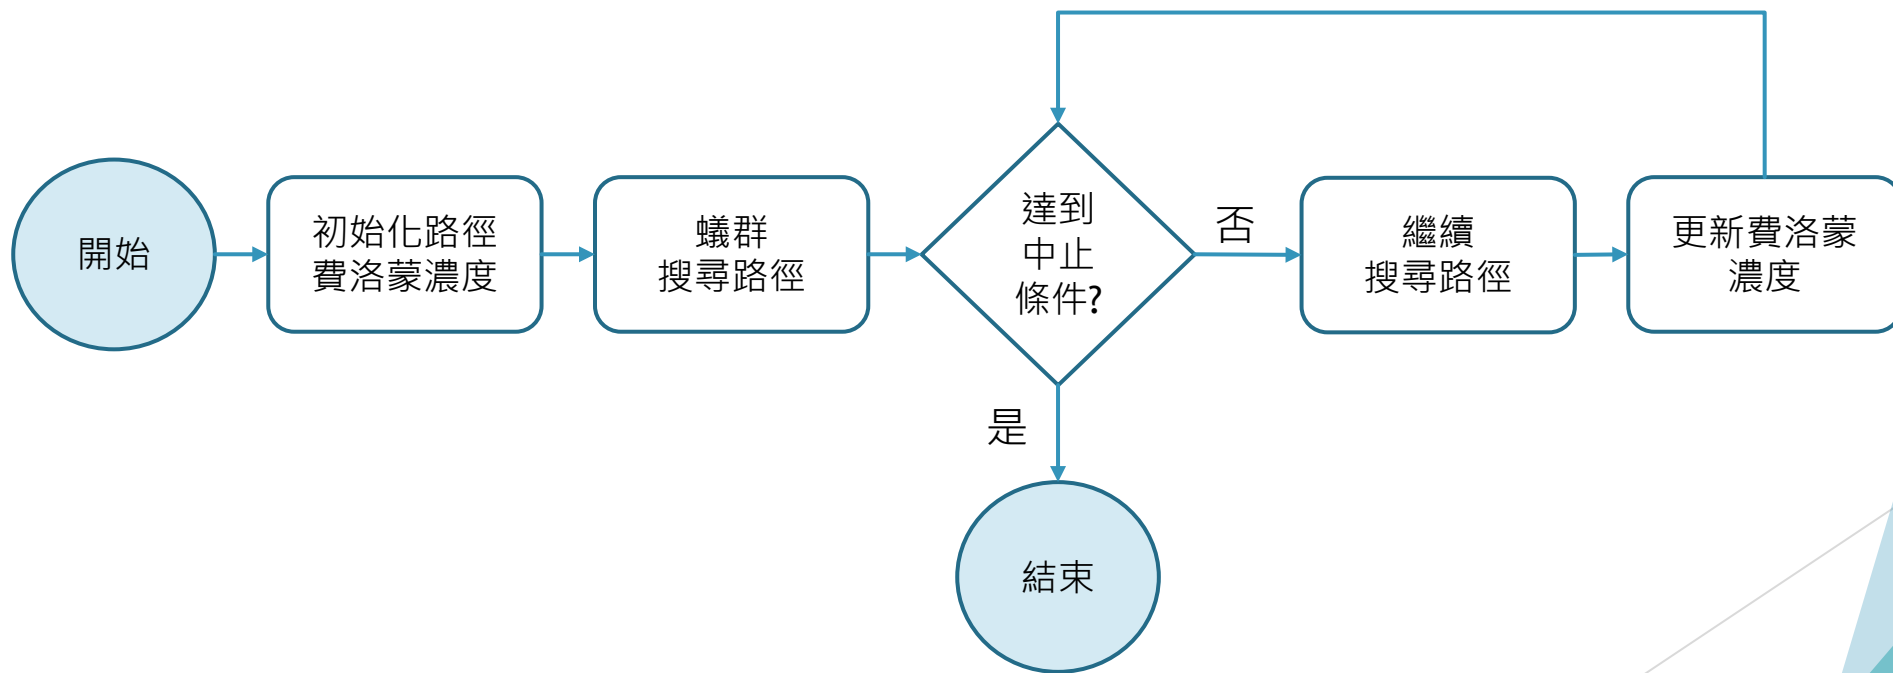 開始
初始化路徑
費洛蒙濃度
蟻群
搜尋路徑
達到
中止
條件?
否
繼續
搜尋路徑
更新費洛蒙
濃度
是
結束